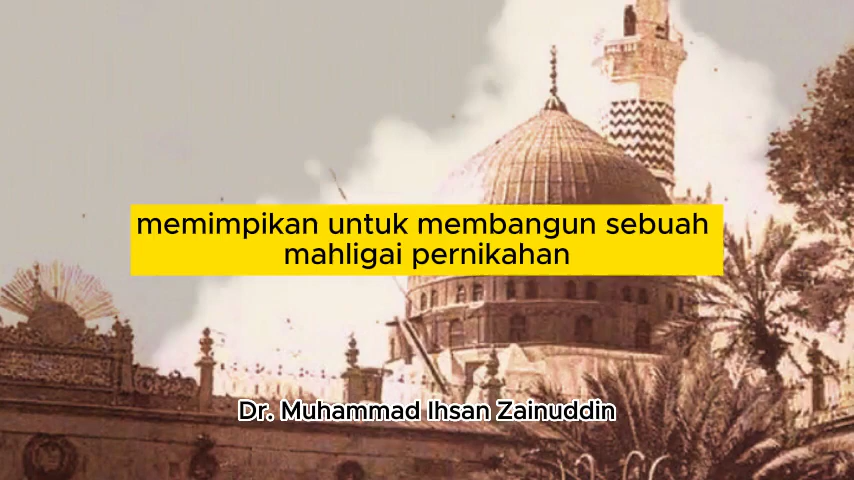 memimpikan untuk membangun sebuah
mahligai pernikahan
Dr. Muhammad Ihsan Zainuddin